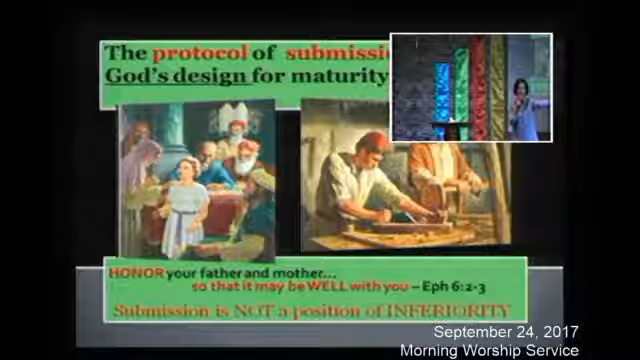 The protocol of submissi
God's design for maturity
HONOR your father and mother...
so that it may be WELL with you – Eph 6:2-3
Submission is NOT a position of INFERIORITY
September 24, 2017
Morning Worship Service